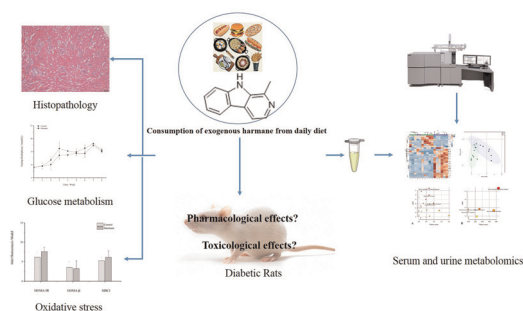 Histopathology
Glucose metabolism
Oxidative stress
N
H
N
Consumption of exogenous harmane from daily diet
Pharmacological effects?
Toxicological effects?
Diabetic Rats
Serum and urine metabolomics